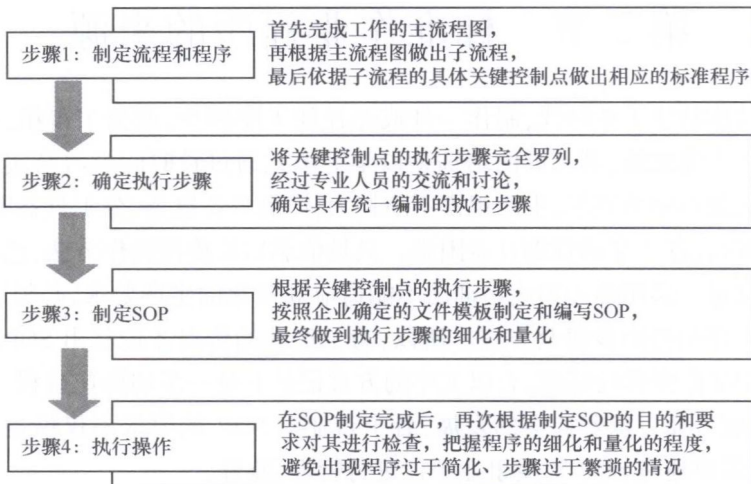 步骤1：制定流程和程序
首先完成工作的主流程图，
再根据主流程图做出子流程，
最后依据子流程的具体关键控制点做出相应的标准程序
步骤2：确定执行步骤
将关键控制点的执行步骤完全罗列，
经过专业人员的交流和讨论，
确定具有统一编制的执行步骤
步骤3：制定SOP
根据关键控制点的执行步骤，
按照企业确定的文件模板制定和编写SOP，
最终做到执行步骤的细化和量化
步骤4：执行操作
在SOP制定完成后，再次根据制定SOP的目的和要
求对其进行检查，把握程序的细化和量化的程度，
避免出现程序过于简化、步骤过于繁琐的情况